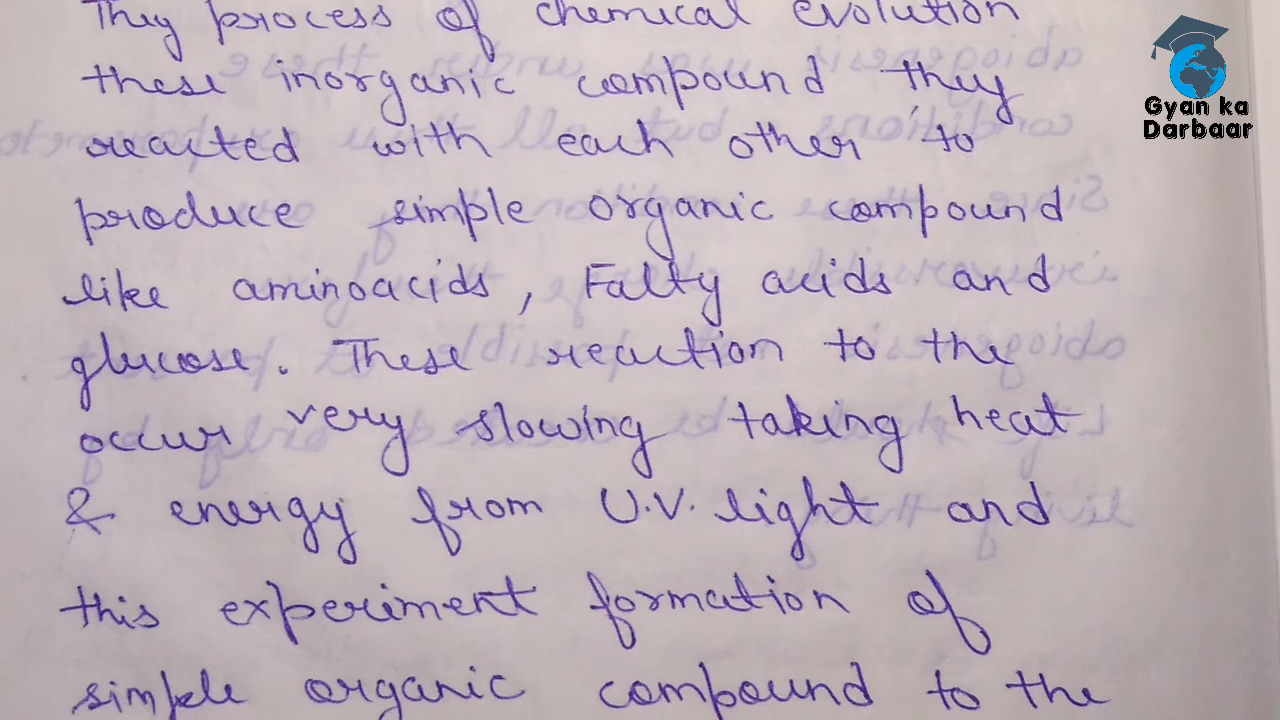 They process of chemical evolution
these inorganic compound they
reacted with each other to
produce simple organic compound
like aminoacids, Fatty acids and
glucose. These reaction to the
occur very slowing taking heat
& energy from U.V. light and
this experiment formation of
simple organic compound to the
Gyan ka
Darbaar